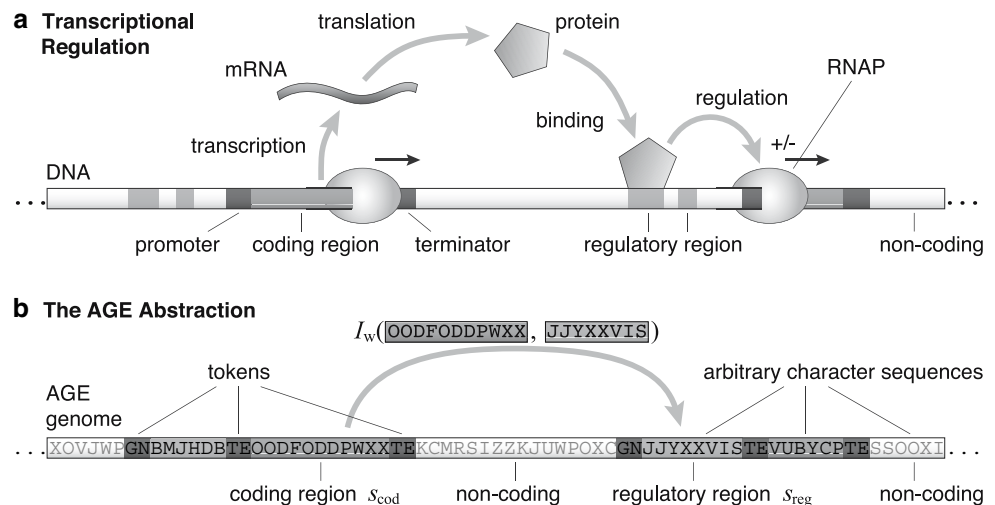 a Transcriptional
Regulation
translation
protein
mRNA
RNAP
regulation
binding
transcription
+/-
DNA
... ...
promoter coding region terminator regulatory region non-coding
b The AGE Abstraction
Iw(OODFODDPWXX, JJYXXVIS)
tokens arbitrary character sequences
AGE
genome
...XOVJWPGNBMJHDBTEOODFODDPWXXTEKCMRSIZZKJUWPOXCGNJJYXXVISTEVUBYCPTESSOOXI...
coding region scod non-coding regulatory region sreg non-coding